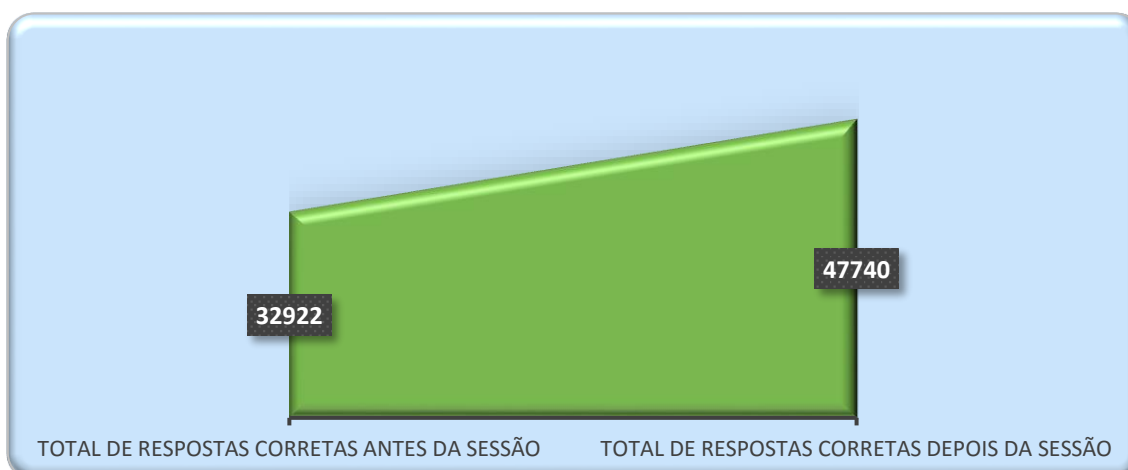 47740
32922
TOTAL DE RESPOSTAS CORRETAS ANTES DA SESSÃO
TOTAL DE RESPOSTAS CORRETAS DEPOIS DA SESSÃO